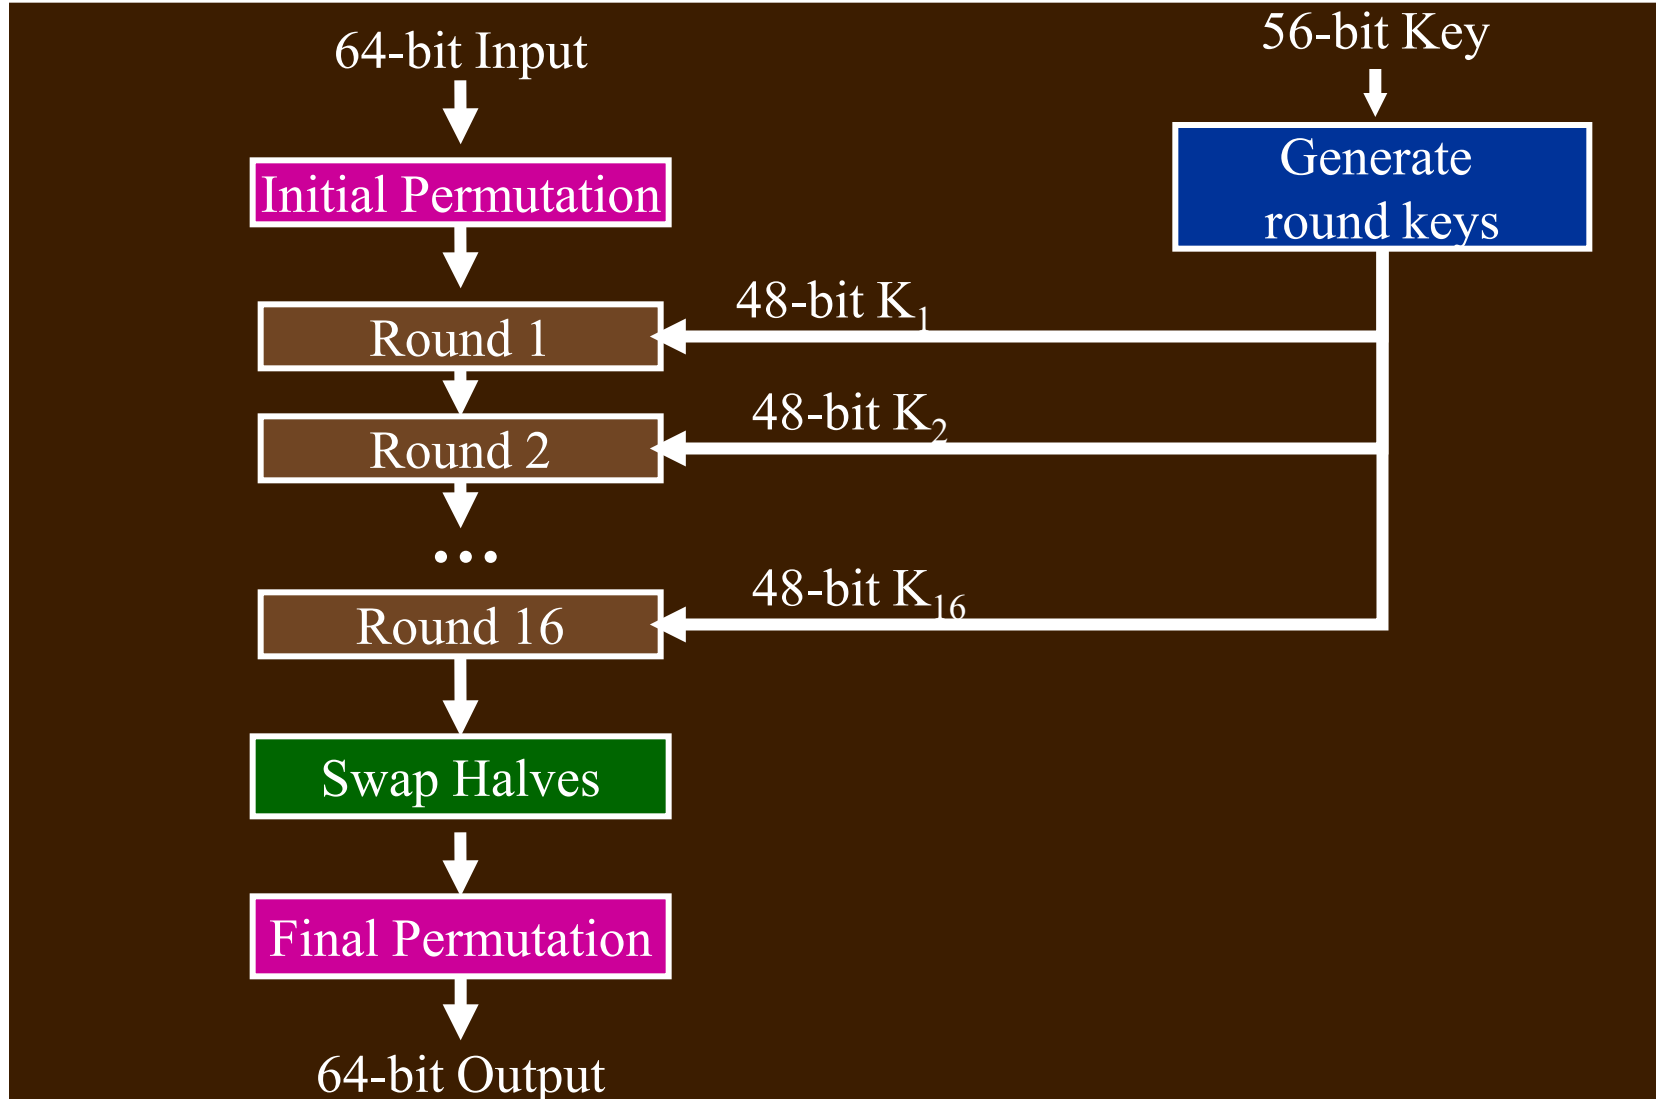 64-bit Input
56-bit Key
Initial Permutation
Generate
round keys
48-bit K₁
Round 1
48-bit K₂
Round 2
...
48-bit K₁₆
Round 16
Swap Halves
Final Permutation
64-bit Output